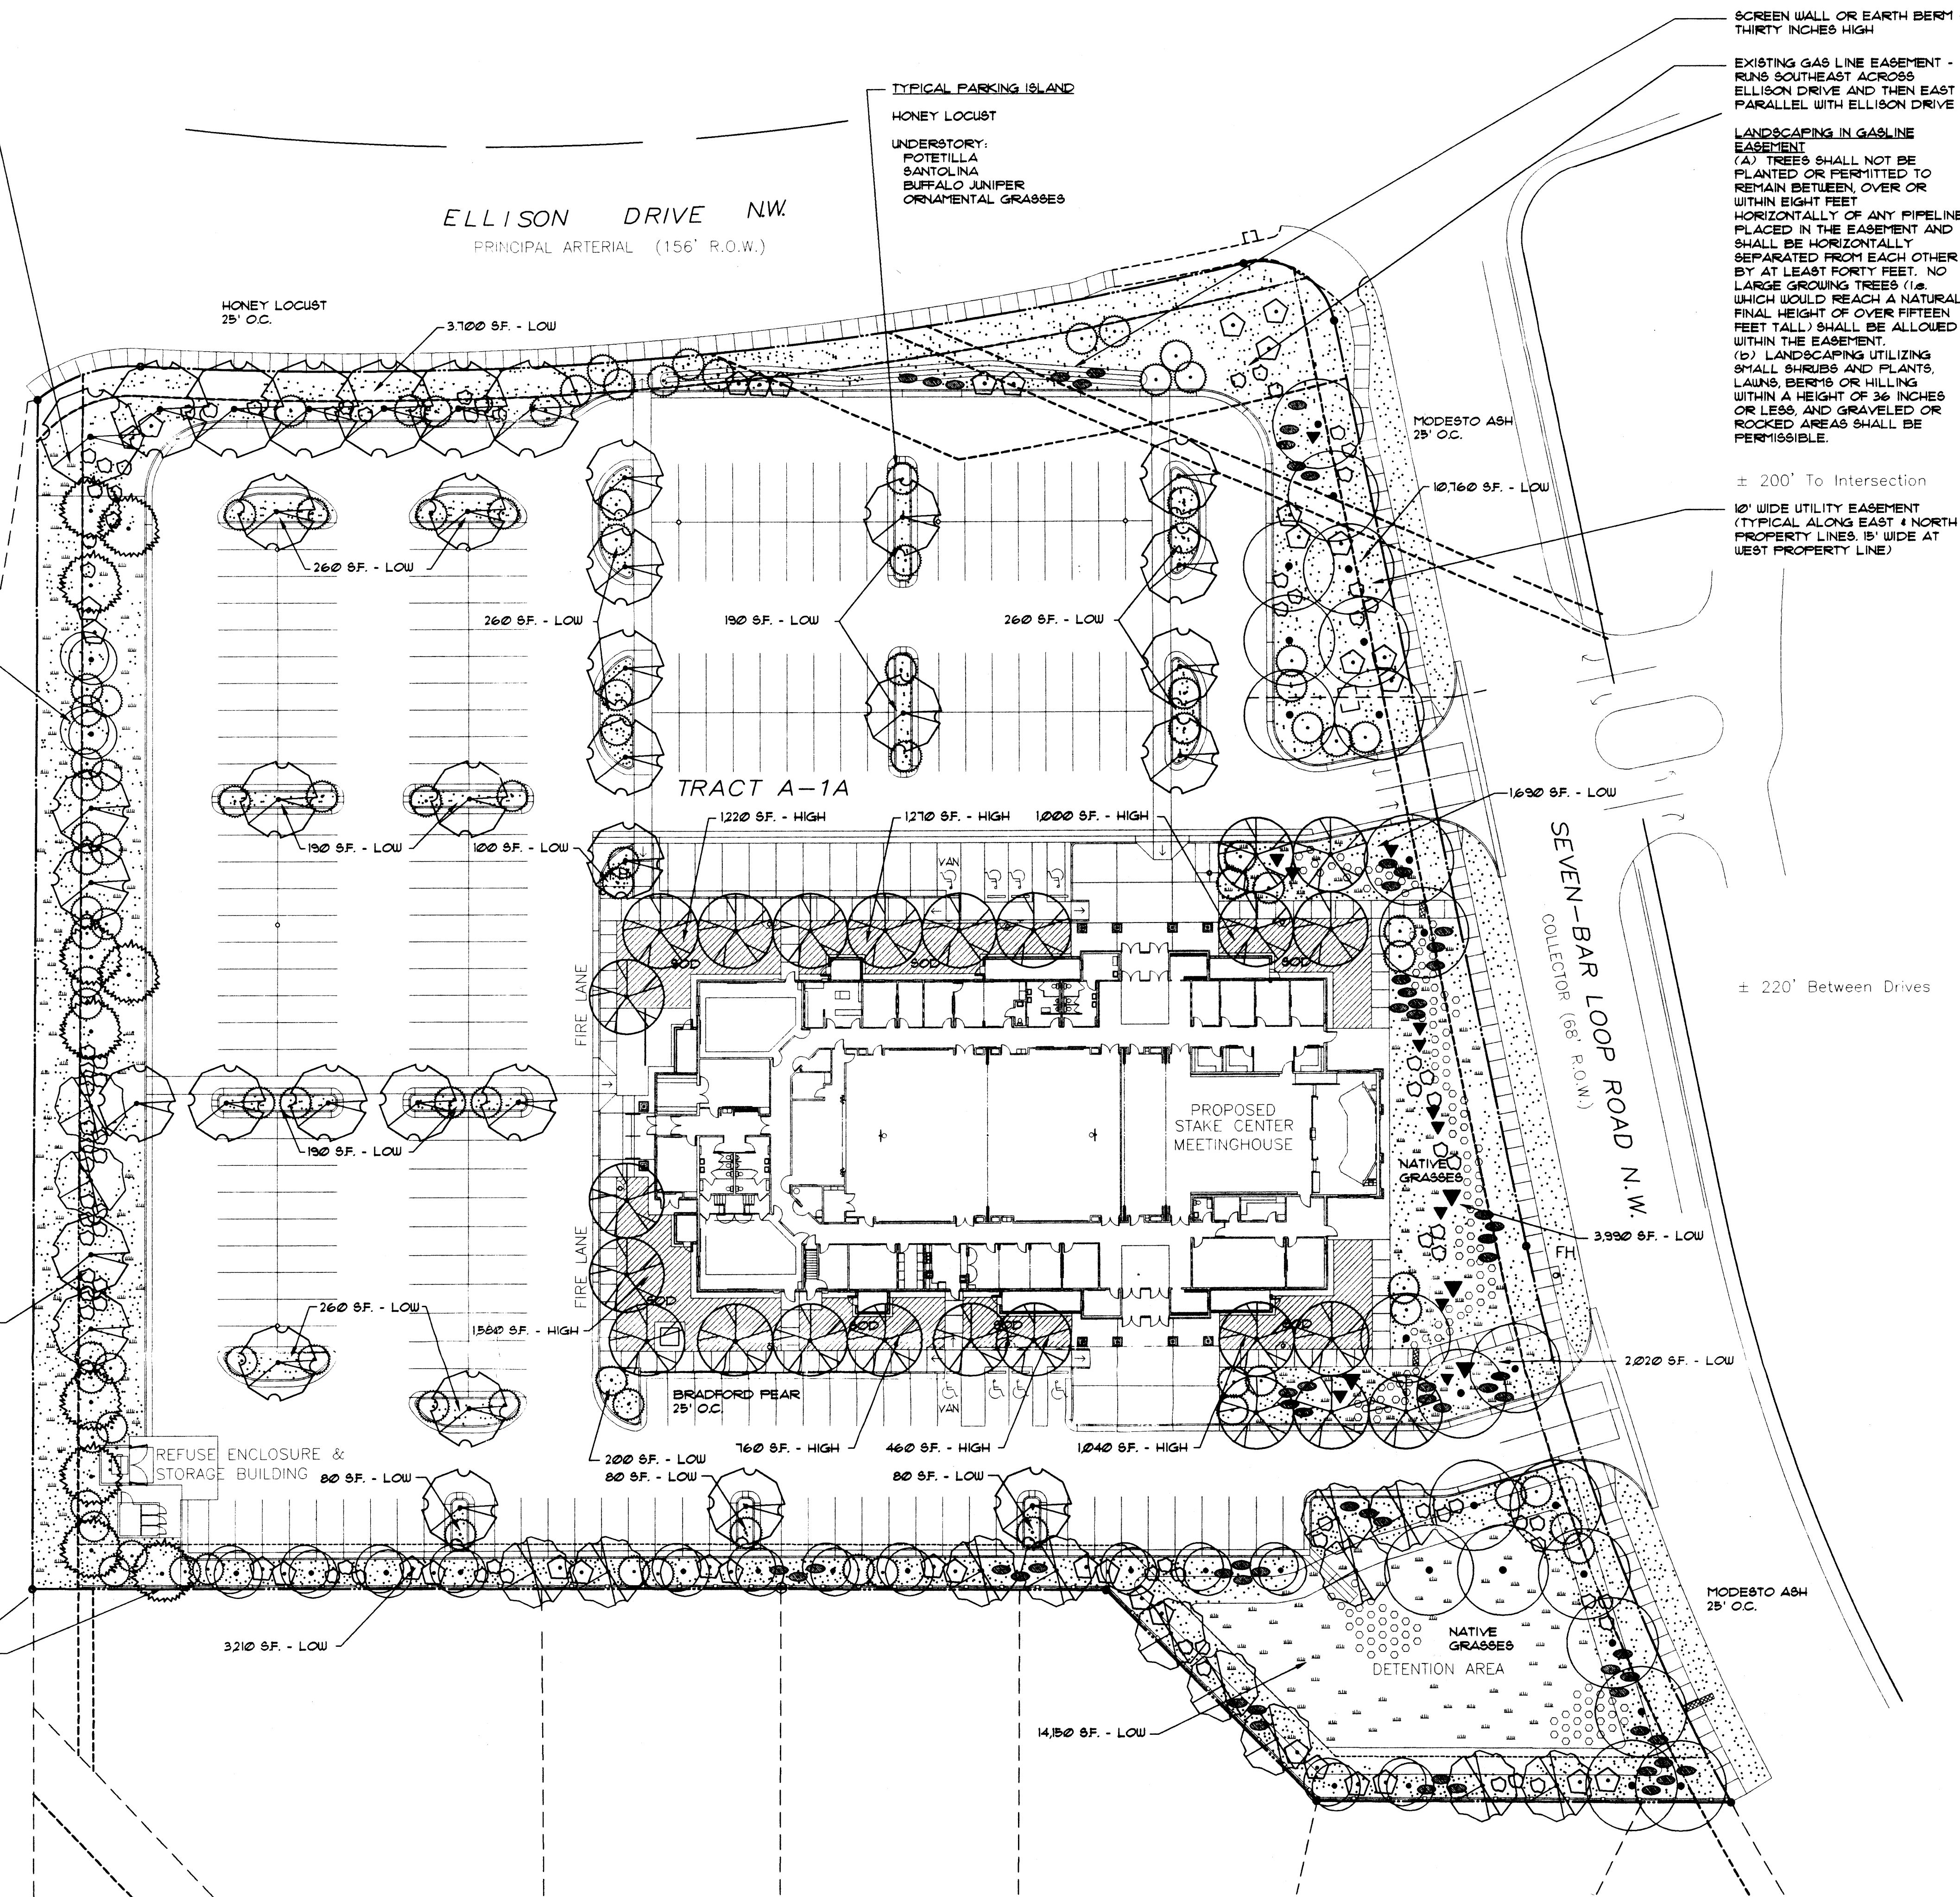 SCREEN WALL OR EARTH BERM
THIRTY INCHES HIGH
EXISTING GAS LINE EASEMENT -
RUNS SOUTHEAST ACROSS
ELLISON DRIVE AND THEN EAST
PARALLEL WITH ELLISON DRIVE
LANDSCAPING IN GASLINE
EASEMENT
(A) TREES SHALL NOT BE
PLANTED OR PERMITTED TO
REMAIN BETWEEN, OVER OR
WITHIN EIGHT FEET
HORIZONTALLY OF ANY PIPELINE
PLACED IN THE EASEMENT AND
SHALL BE HORIZONTALLY
SEPARATED FROM EACH OTHER
BY AT LEAST FORTY FEET. NO
LARGE GROWING TREES (i.e.
WHICH WOULD REACH A NATURAL
FINAL HEIGHT OF OVER FIFTEEN
FEET TALL) SHALL BE ALLOWED
WITHIN THE EASEMENT.
(b) LANDSCAPING UTILIZING
SMALL SHRUBS AND PLANTS,
LAWNS, BERMS OR HILLING
WITHIN A HEIGHT OF 36 INCHES
OR LESS, AND GRAVELED OR
ROCKED AREAS SHALL BE
PERMISSIBLE.
± 200' To Intersection
10' WIDE UTILITY EASEMENT
(TYPICAL ALONG EAST & NORTH
PROPERTY LINES. 15' WIDE AT
WEST PROPERTY LINE)
± 220' Between Drives
TYPICAL PARKING ISLAND
HONEY LOCUST
UNDERSTORY:
POTETILLA
SANTOLINA
BUFFALO JUNIPER
ORNAMENTAL GRASSES
ELLISON DRIVE N.W.
PRINCIPAL ARTERIAL (156' R.O.W.)
HONEY LOCUST
25' O.C.
3,700 S.F. - LOW
MODESTO ASH
25' O.C.
10,760 S.F. - LOW
260 S.F. - LOW
260 S.F. - LOW
190 S.F. - LOW
260 S.F. - LOW
TRACT A-1A
1,690 S.F. - LOW
1,220 S.F. - HIGH
1,270 S.F. - HIGH
1,000 S.F. - HIGH
190 S.F. - LOW
100 S.F. - LOW
VAN
SEVEN-BAR LOOP ROAD N.W.
COLLECTOR (68' R.O.W.)
SOD
SOD
SOD
FIRE LANE
PROPOSED
STAKE CENTER
MEETINGHOUSE
190 S.F. - LOW
NATIVE
GRASSES
3,990 S.F. - LOW
FH
FIRE LANE
260 S.F. - LOW
1,580 S.F. - HIGH
SOD
SOD
SOD
SOD
2,020 S.F. - LOW
BRADFORD PEAR
25' O.C.
VAN
760 S.F. - HIGH
460 S.F. - HIGH
1,040 S.F. - HIGH
200 S.F. - LOW
REFUSE ENCLOSURE &
STORAGE BUILDING
80 S.F. - LOW
80 S.F. - LOW
80 S.F. - LOW
MODESTO ASH
25' O.C.
3,210 S.F. - LOW
NATIVE
GRASSES
DETENTION AREA
14,150 S.F. - LOW